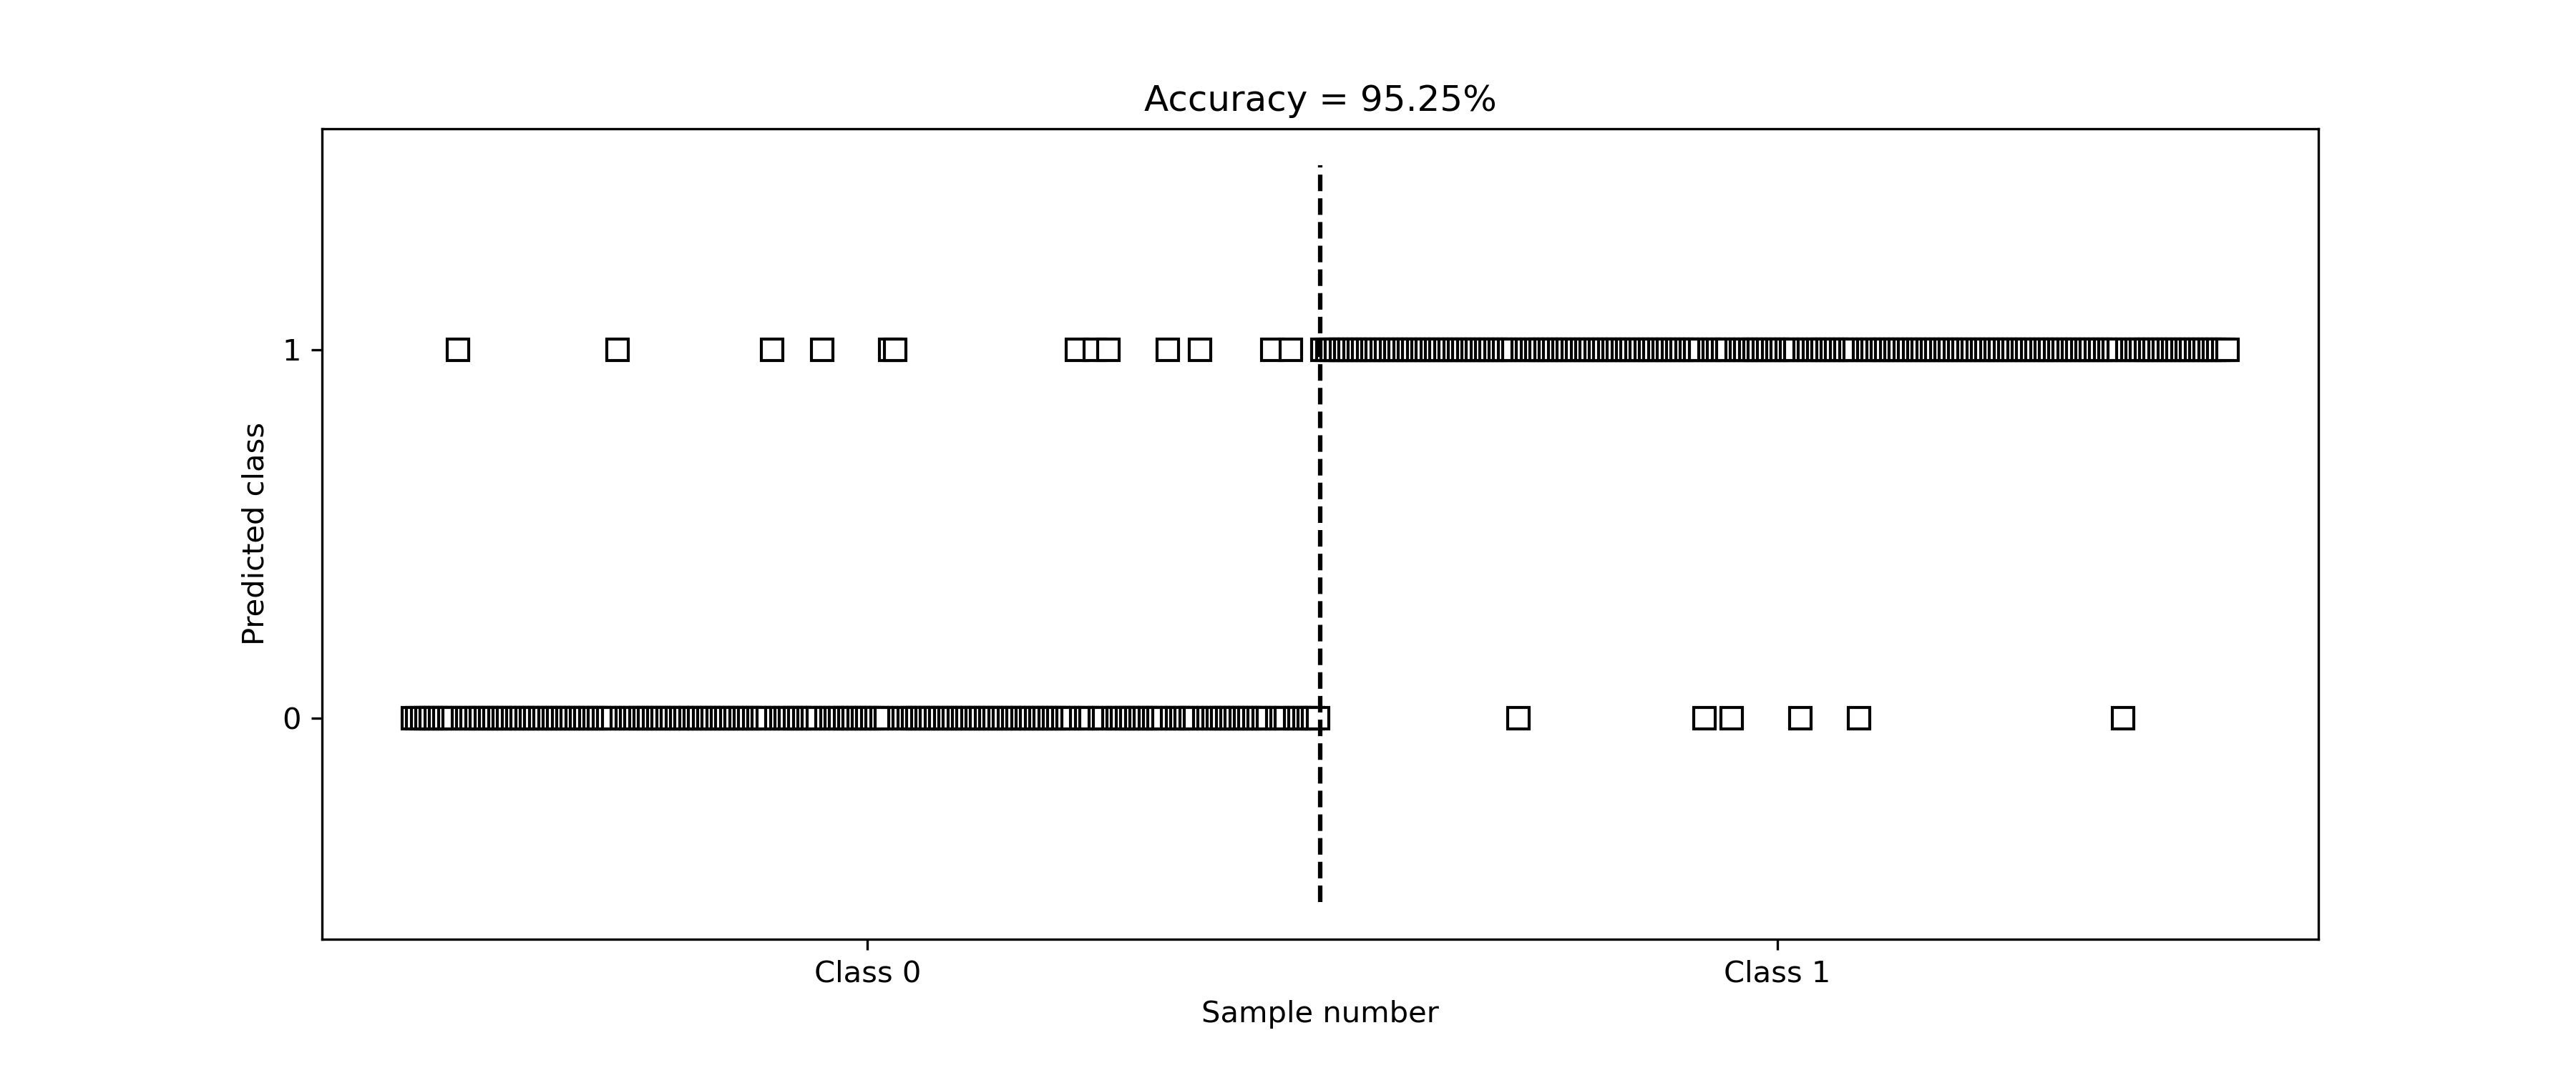 Accuracy = 95.25%
Predicted class
1
0
Class 0
Class 1
Sample number